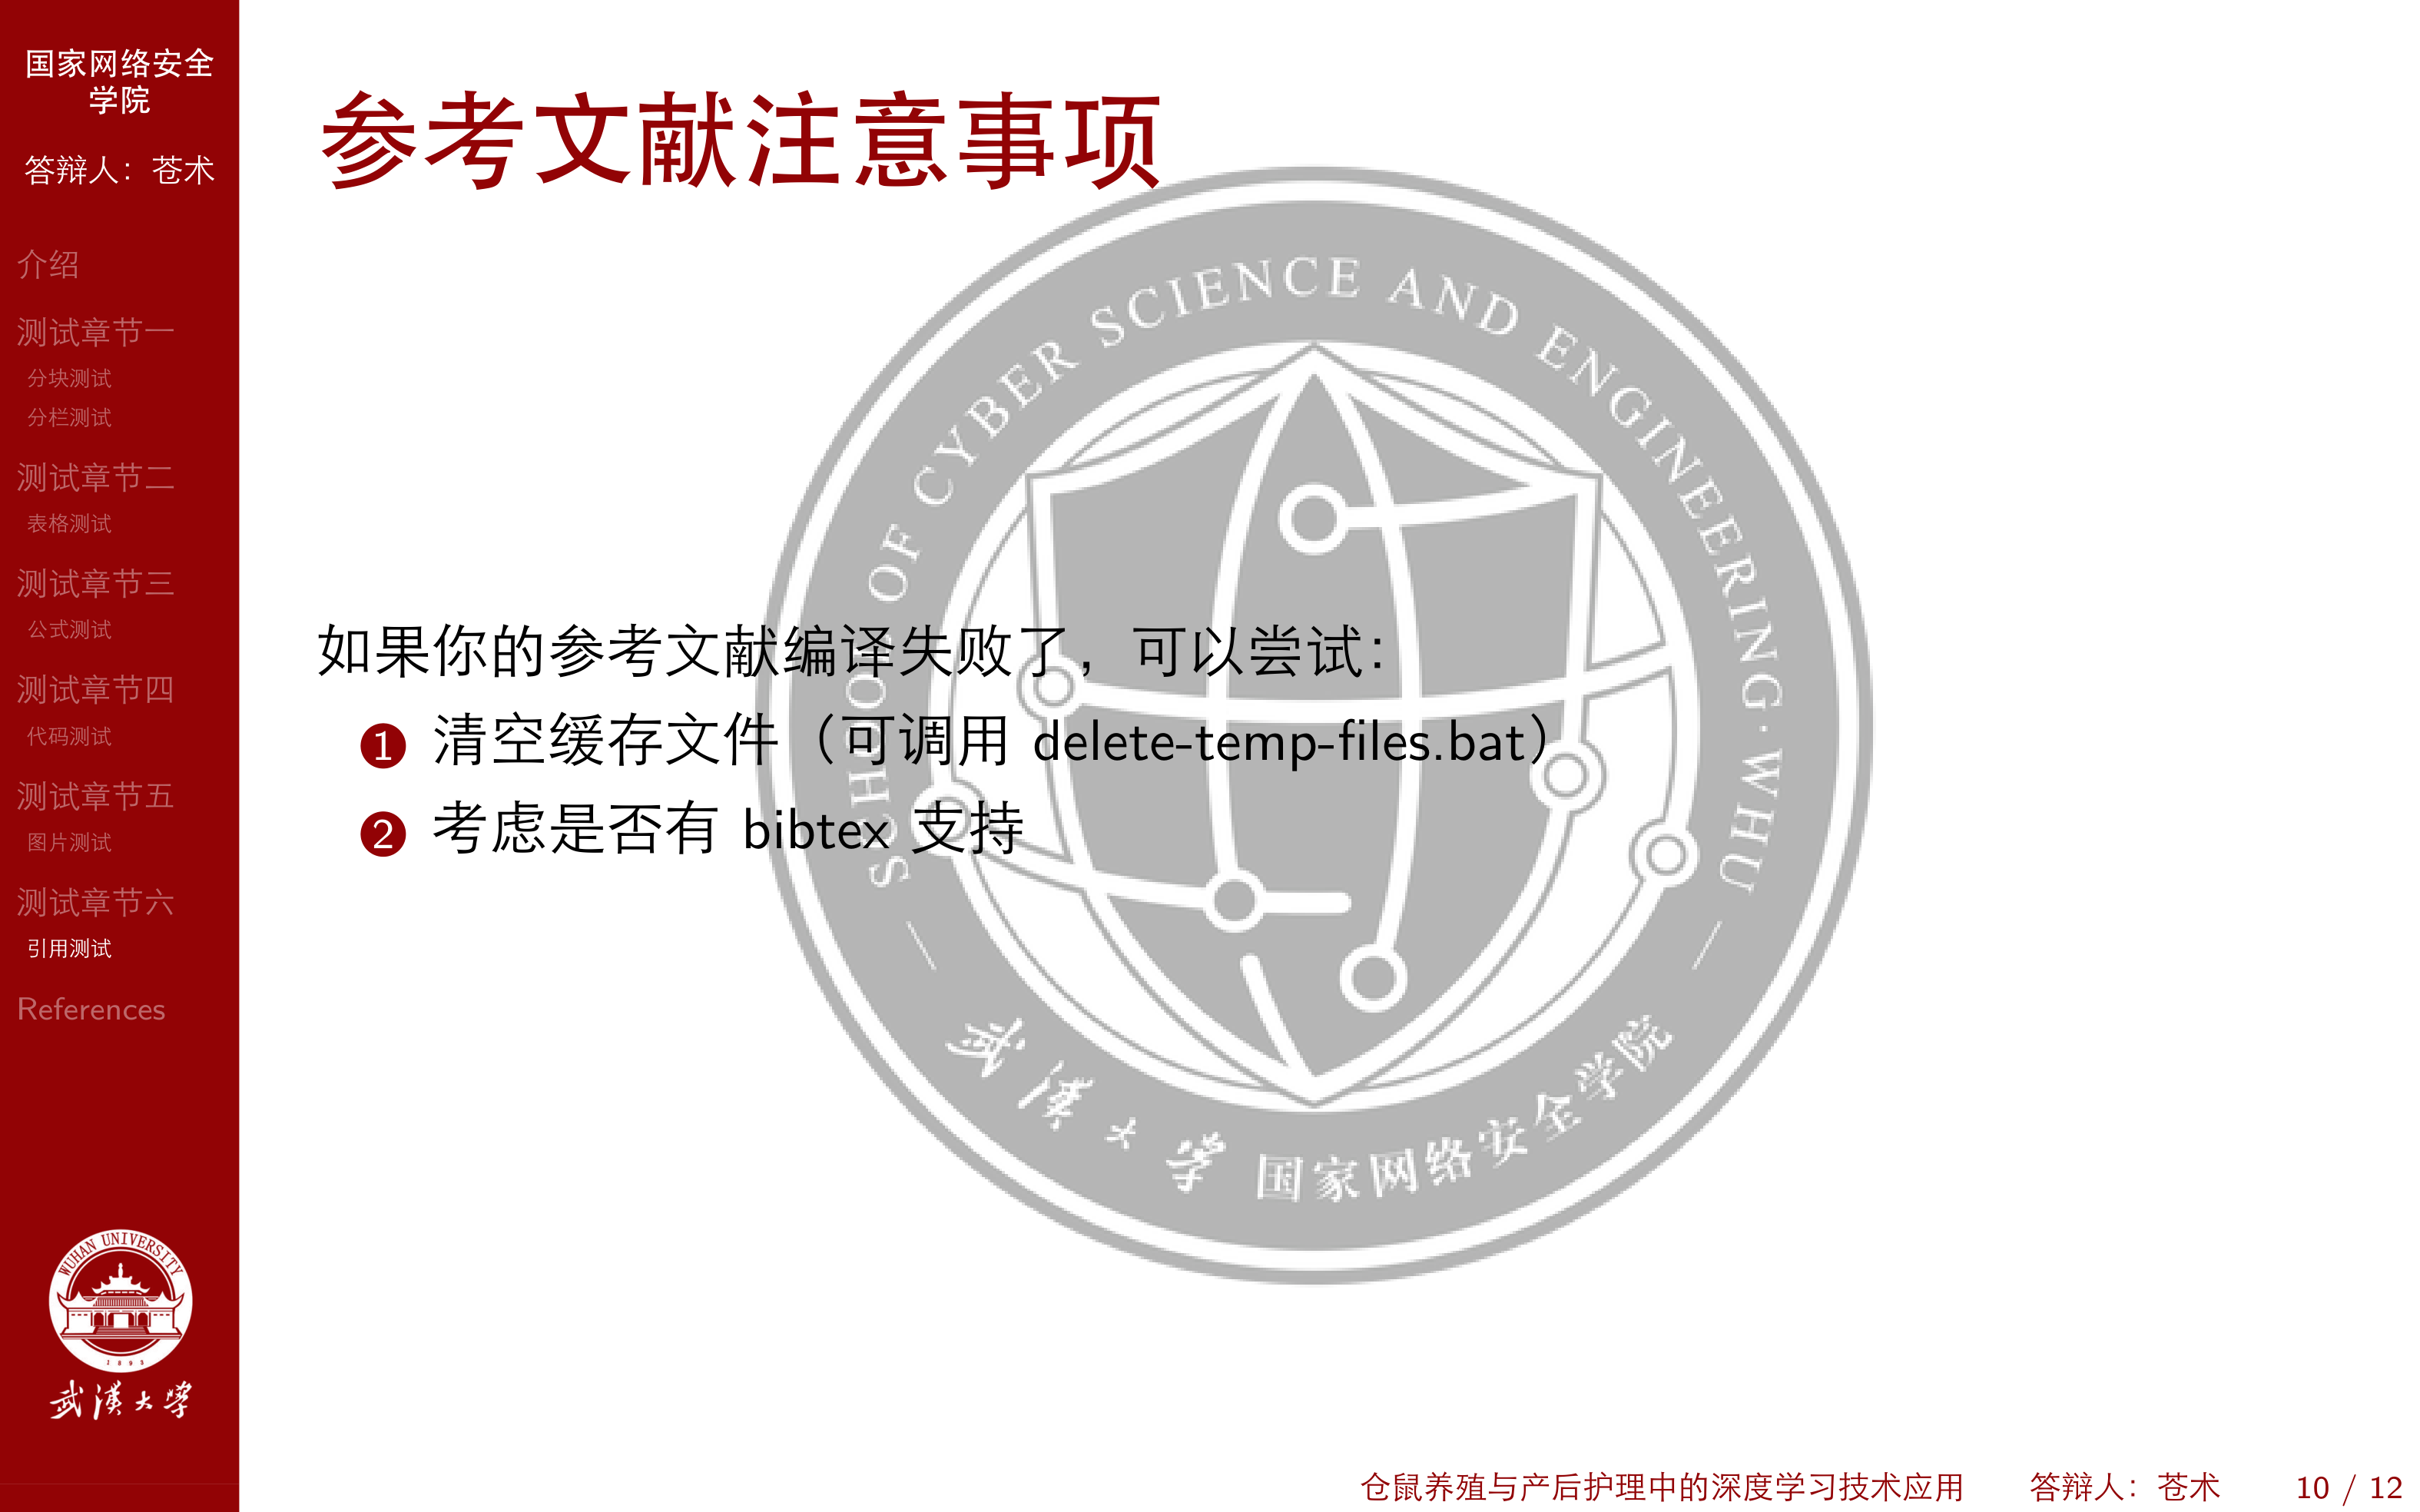 国家网络安全
学院
答辩人：苍术
介绍
测试章节一
分块测试
分栏测试
测试章节二
表格测试
测试章节三
公式测试
测试章节四
代码测试
测试章节五
图片测试
测试章节六
引用测试
References
WUHAN UNIVERSITY
1893
武漢大學
参考文献注意事项
SCHOOL OF CYBER SCIENCE AND ENGINEERING·WHU
武漢大學 国家网络安全学院
如果你的参考文献编译失败了，可以尝试：
1 清空缓存文件（可调用 delete-temp-files.bat）
2 考虑是否有 bibtex 支持
仓鼠养殖与产后护理中的深度学习技术应用 答辩人：苍术 10 / 12